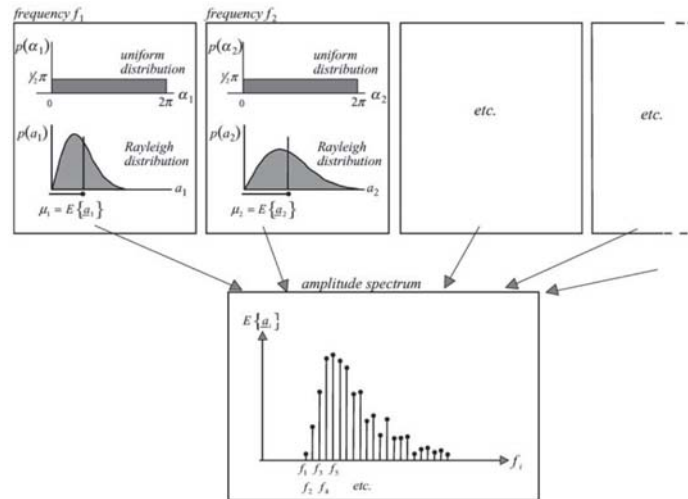 frequency f₁
p(α₁)
uniform
distribution
½π
0
2π
α₁
p(a₁)
Rayleigh
distribution
a₁
μ₁ = E{a₁}
frequency f₂
p(α₂)
uniform
distribution
½π
0
2π
α₂
p(a₂)
Rayleigh
distribution
a₂
μ₂ = E{a₂}
etc.
etc.
amplitude spectrum
E{a.}
f₁ f₃ f₅
f₂ f₄ etc.
fᵢ